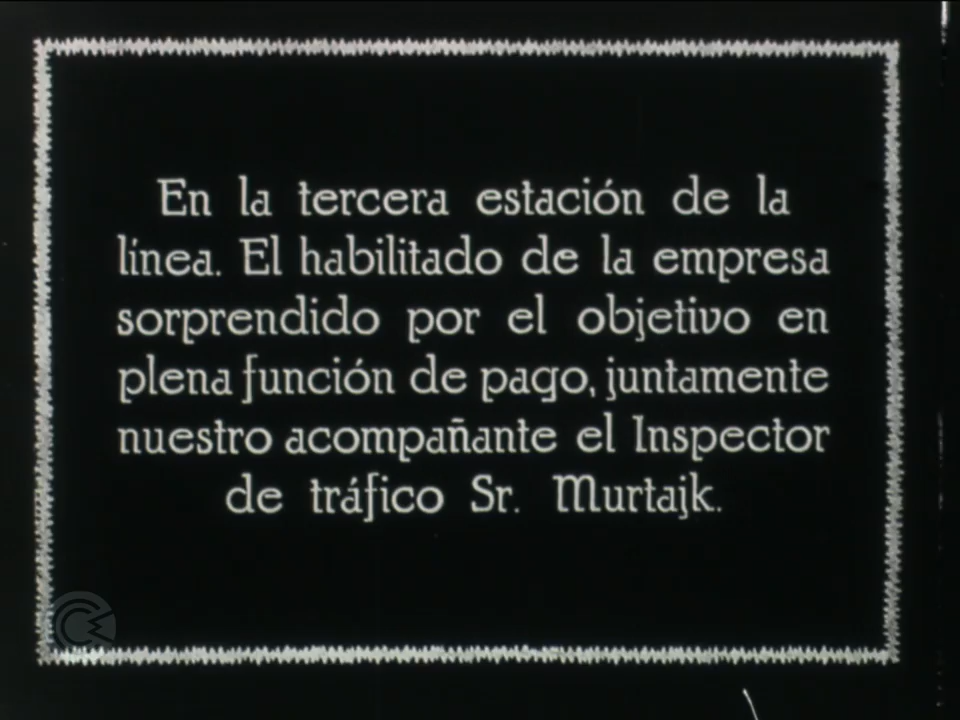 En la tercera estación de la
línea. El habilitado de la empresa
sorprendido por el objetivo en
plena función de pago, juntamente
nuestro acompañante el Inspector
de tráfico Sr. Murtajk.